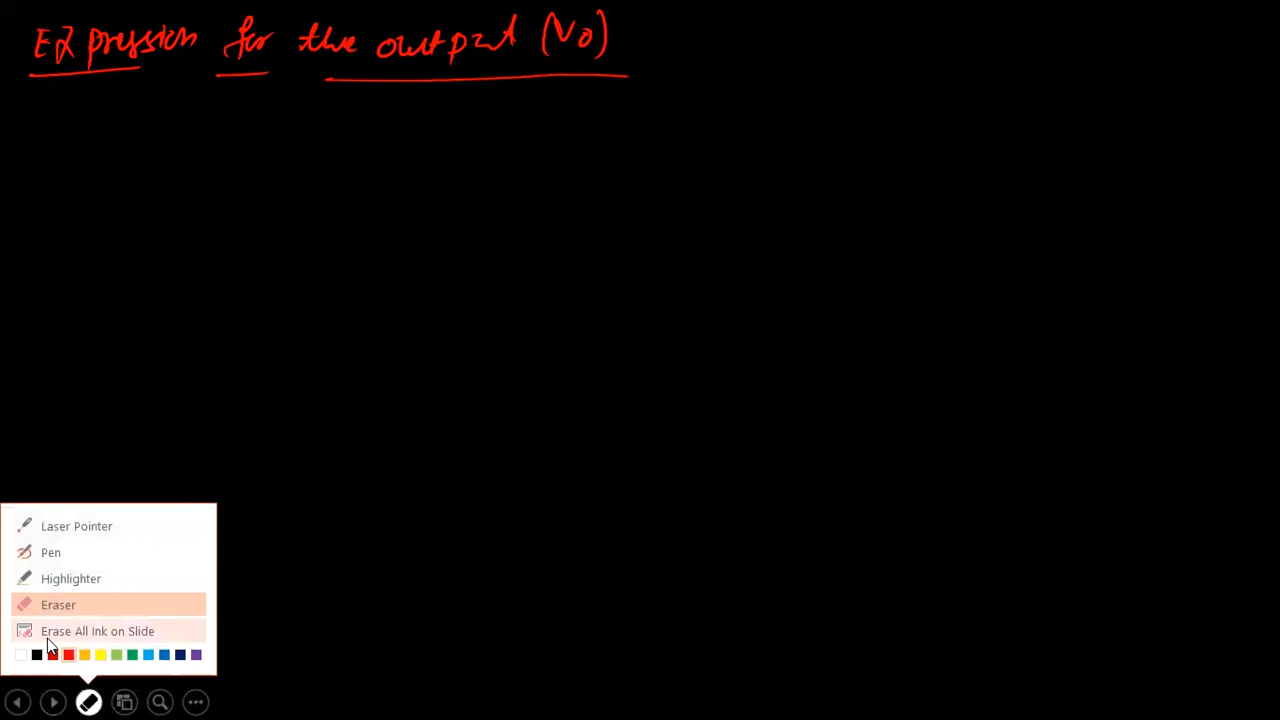 Expression for the output (Vo)
Laser Pointer
Pen
Highlighter
Eraser
Erase All Ink on Slide